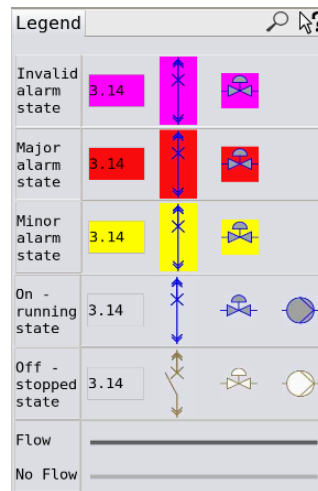 Legend
Invalid
alarm
state
3.14
Major
alarm
state
3.14
Minor
alarm
state
3.14
On -
running
state
3.14
Off -
stopped
state
3.14
Flow
No Flow